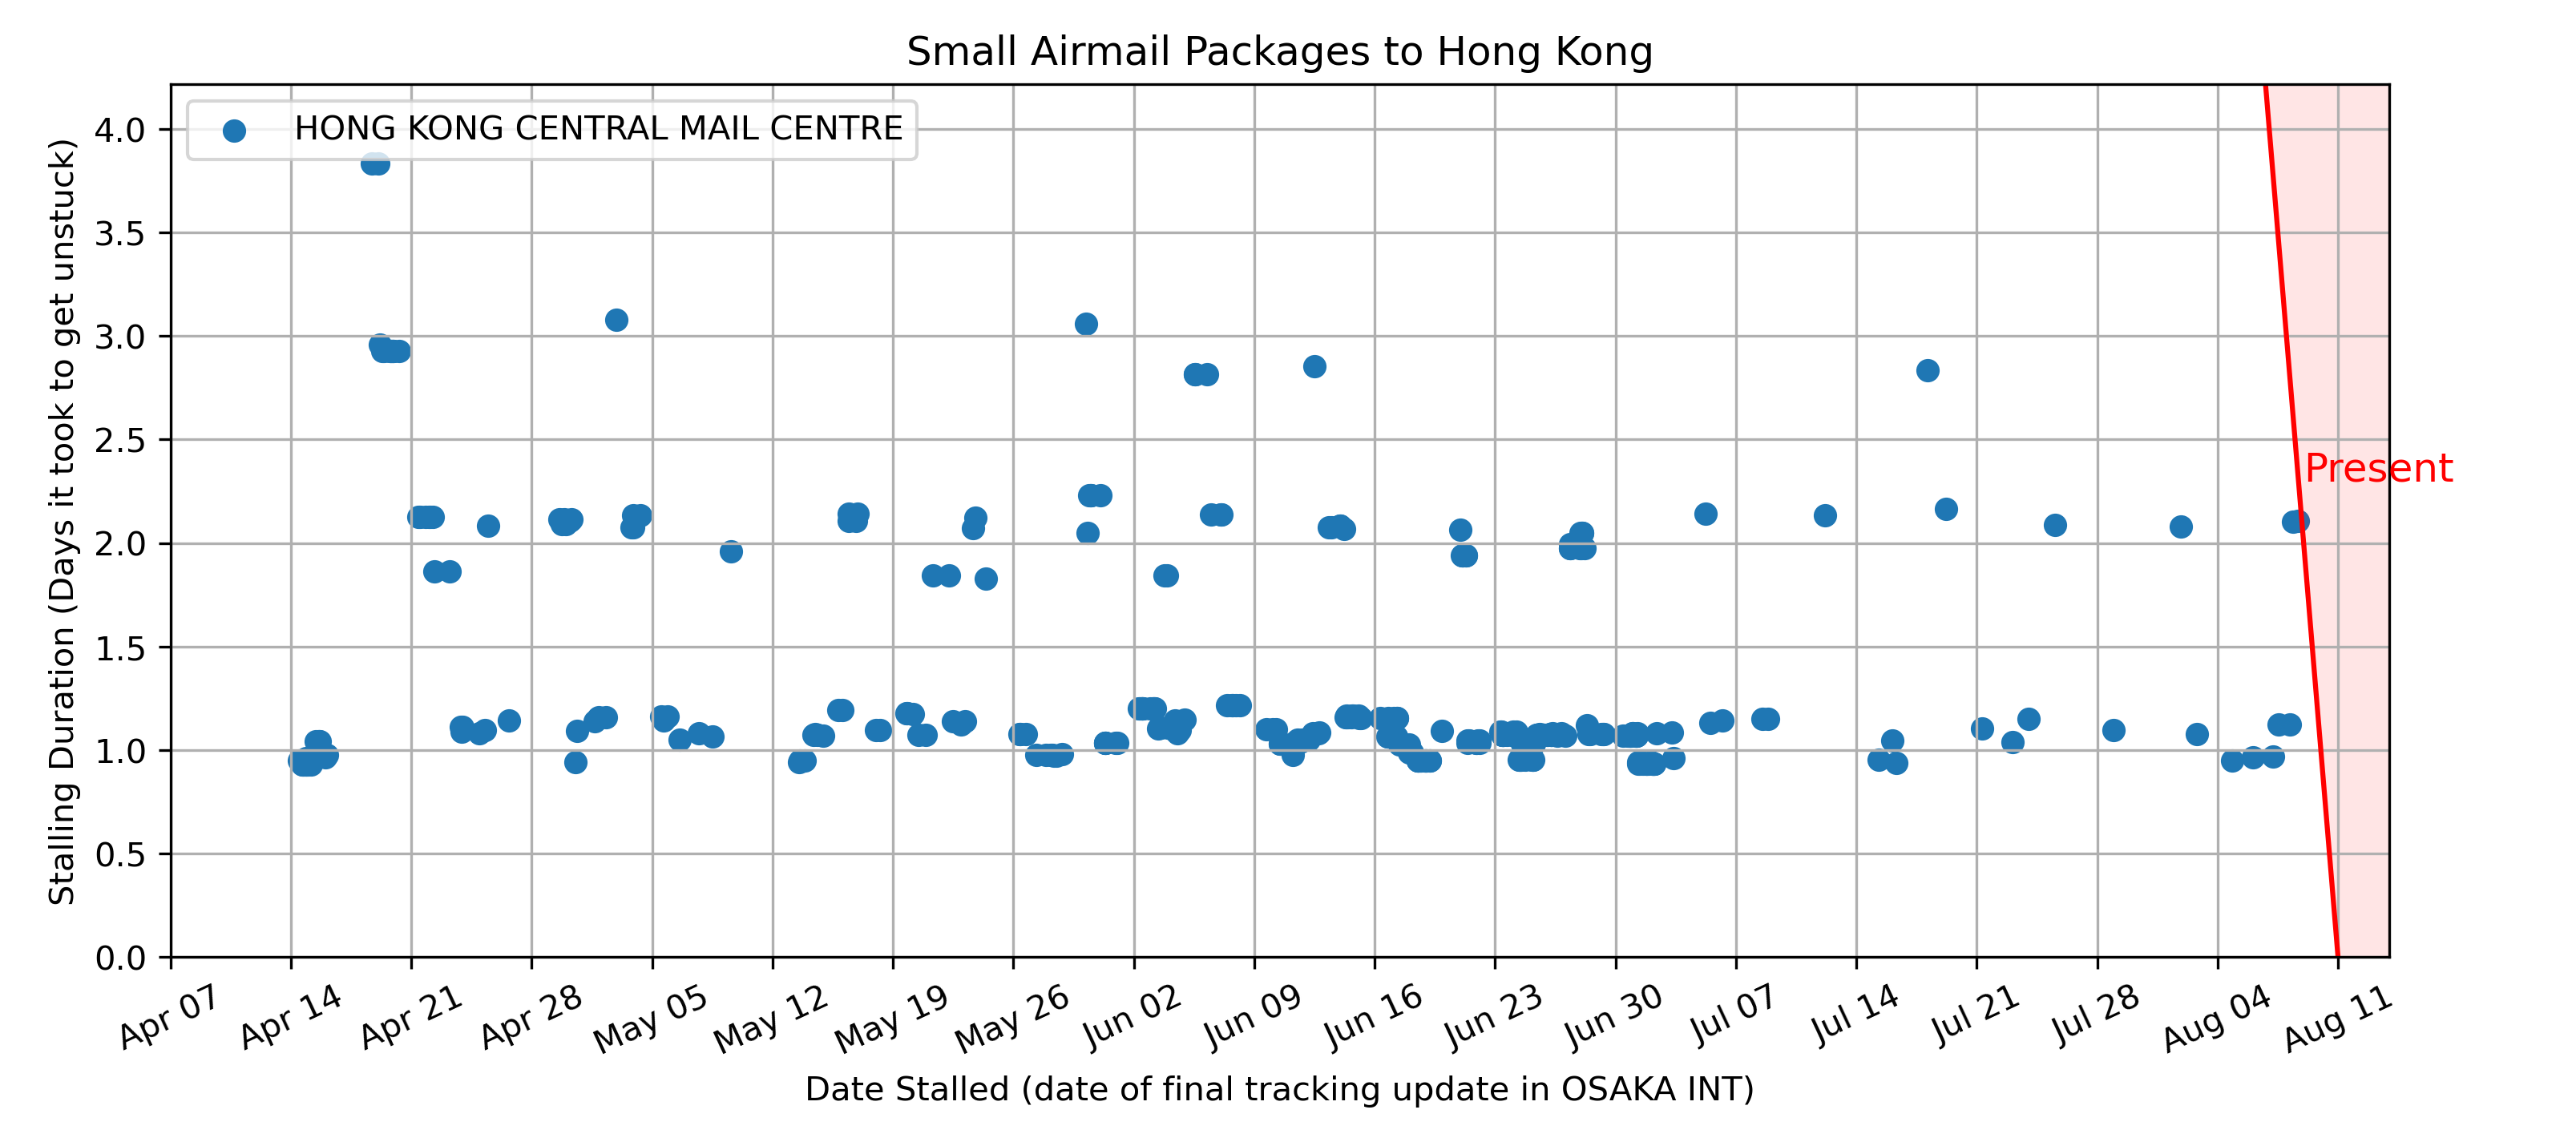 Small Airmail Packages to Hong Kong
HONG KONG CENTRAL MAIL CENTRE
Stalling Duration (Days it took to get unstuck)
4.0
3.5
3.0
2.5
2.0
1.5
1.0
0.5
0.0
Present
Apr 07
Apr 14
Apr 21
Apr 28
May 05
May 12
May 19
May 26
Jun 02
Jun 09
Jun 16
Jun 23
Jun 30
Jul 07
Jul 14
Jul 21
Jul 28
Aug 04
Aug 11
Date Stalled (date of final tracking update in OSAKA INT)